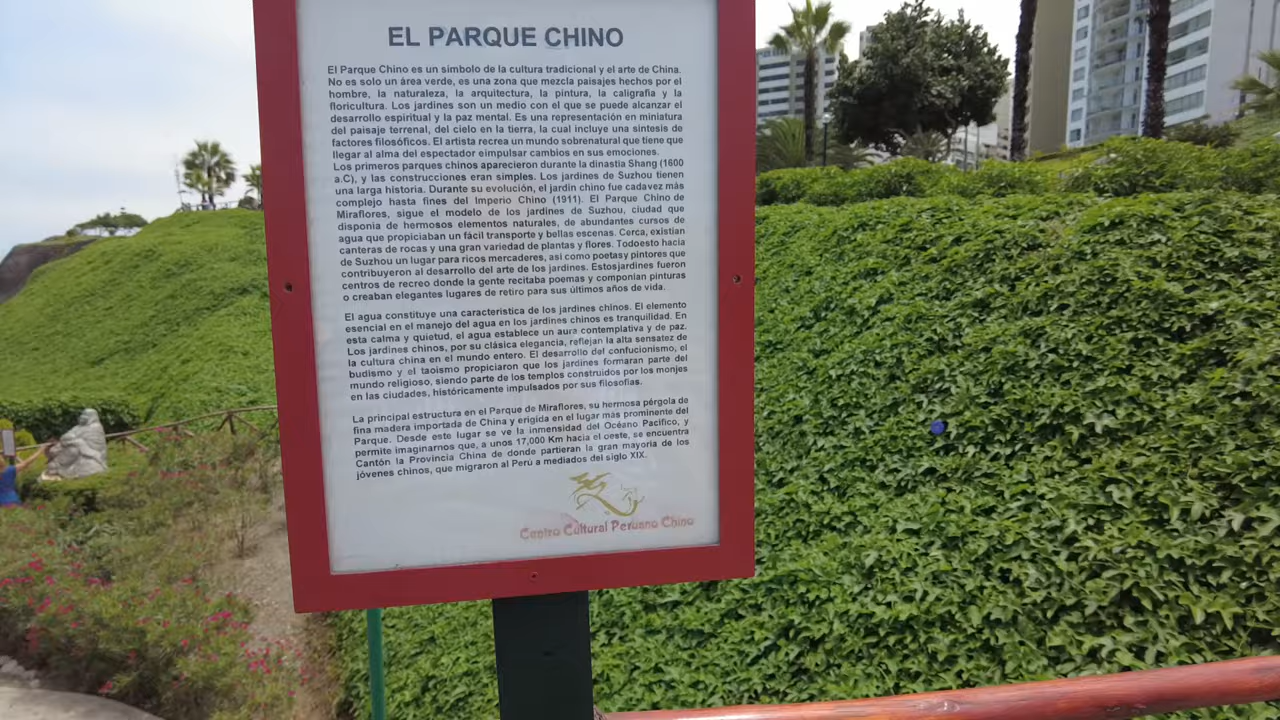 EL PARQUE CHINO
El Parque Chino es un símbolo de la cultura tradicional y el arte de China.
No es solo un área verde, es una zona que mezcla paisajes hechos por el
hombre, la naturaleza, la arquitectura, la pintura, la caligrafía y la
floricultura. Los jardines son un medio con el que se puede alcanzar el
desarrollo espiritual y la paz mental. Es una representación en miniatura
del paisaje terrenal, del cielo en la tierra, la cual incluye una síntesis de
factores filosóficos. El artista recrea un mundo sobrenatural que tiene que
llegar al alma del espectador eimpulsar cambios en sus emociones.
Los primeros parques chinos aparecieron durante la dinastía Shang (1600
a.C), y las construcciones eran simples. Los jardines de Suzhou tienen
una larga historia. Durante su evolución, el jardín chino fue cadavez más
complejo hasta fines del Imperio Chino (1911). El Parque Chino de
Miraflores, sigue el modelo de los jardines de Suzhou, ciudad que
disponía de hermosos elementos naturales, de abundantes cursos de
agua que propiciaban un fácil transporte y bellas escenas. Cerca, existían
canteras de rocas y una gran variedad de plantas y flores. Todoesto hacía
de Suzhou un lugar para ricos mercaderes, así como poetasy pintores que
contribuyeron al desarrollo del arte de los jardines. Estosjardines fueron
centros de recreo donde la gente recitaba poemas y componían pinturas
o creaban elegantes lugares de retiro para sus últimos años de vida.
El agua constituye una característica de los jardines chinos. El elemento
esencial en el manejo del agua en los jardines chinos es tranquilidad. En
esta calma y quietud, el agua establece un aura contemplativa y de paz.
Los jardines chinos, por su clásica elegancia, reflejan la alta sensatez de
la cultura china en el mundo entero. El desarrollo del confucionismo, el
budismo y el taoísmo propiciaron que los jardines formaran parte del
mundo religioso, siendo parte de los templos construidos por los monjes
en las ciudades, históricamente impulsados por sus filosofías.
La principal estructura en el Parque de Miraflores, su hermosa pérgola de
fina madera importada de China y erigida en el lugar más prominente del
Parque. Desde este lugar se ve la inmensidad del Océano Pacífico, y
permite imaginarnos que, a unos 17,000 Km hacia el oeste, se encuentra
Cantón la Provincia China de donde partieran la gran mayoría de los
jóvenes chinos, que migraron al Perú a mediados del siglo XIX.
Centro Cultural Peruano Chino